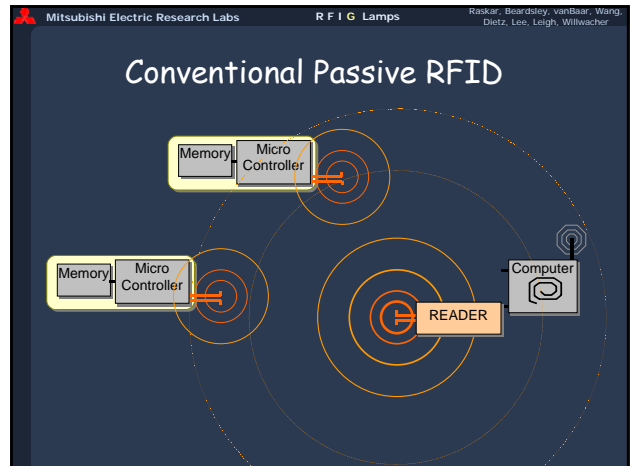 Mitsubishi Electric Research Labs
R F I G Lamps
Raskar, Beardsley, vanBaar, Wang,
Dietz, Lee, Leigh, Willwacher
Conventional Passive RFID
Memory
Micro
Controller
Memory
Micro
Controller
Computer
READER